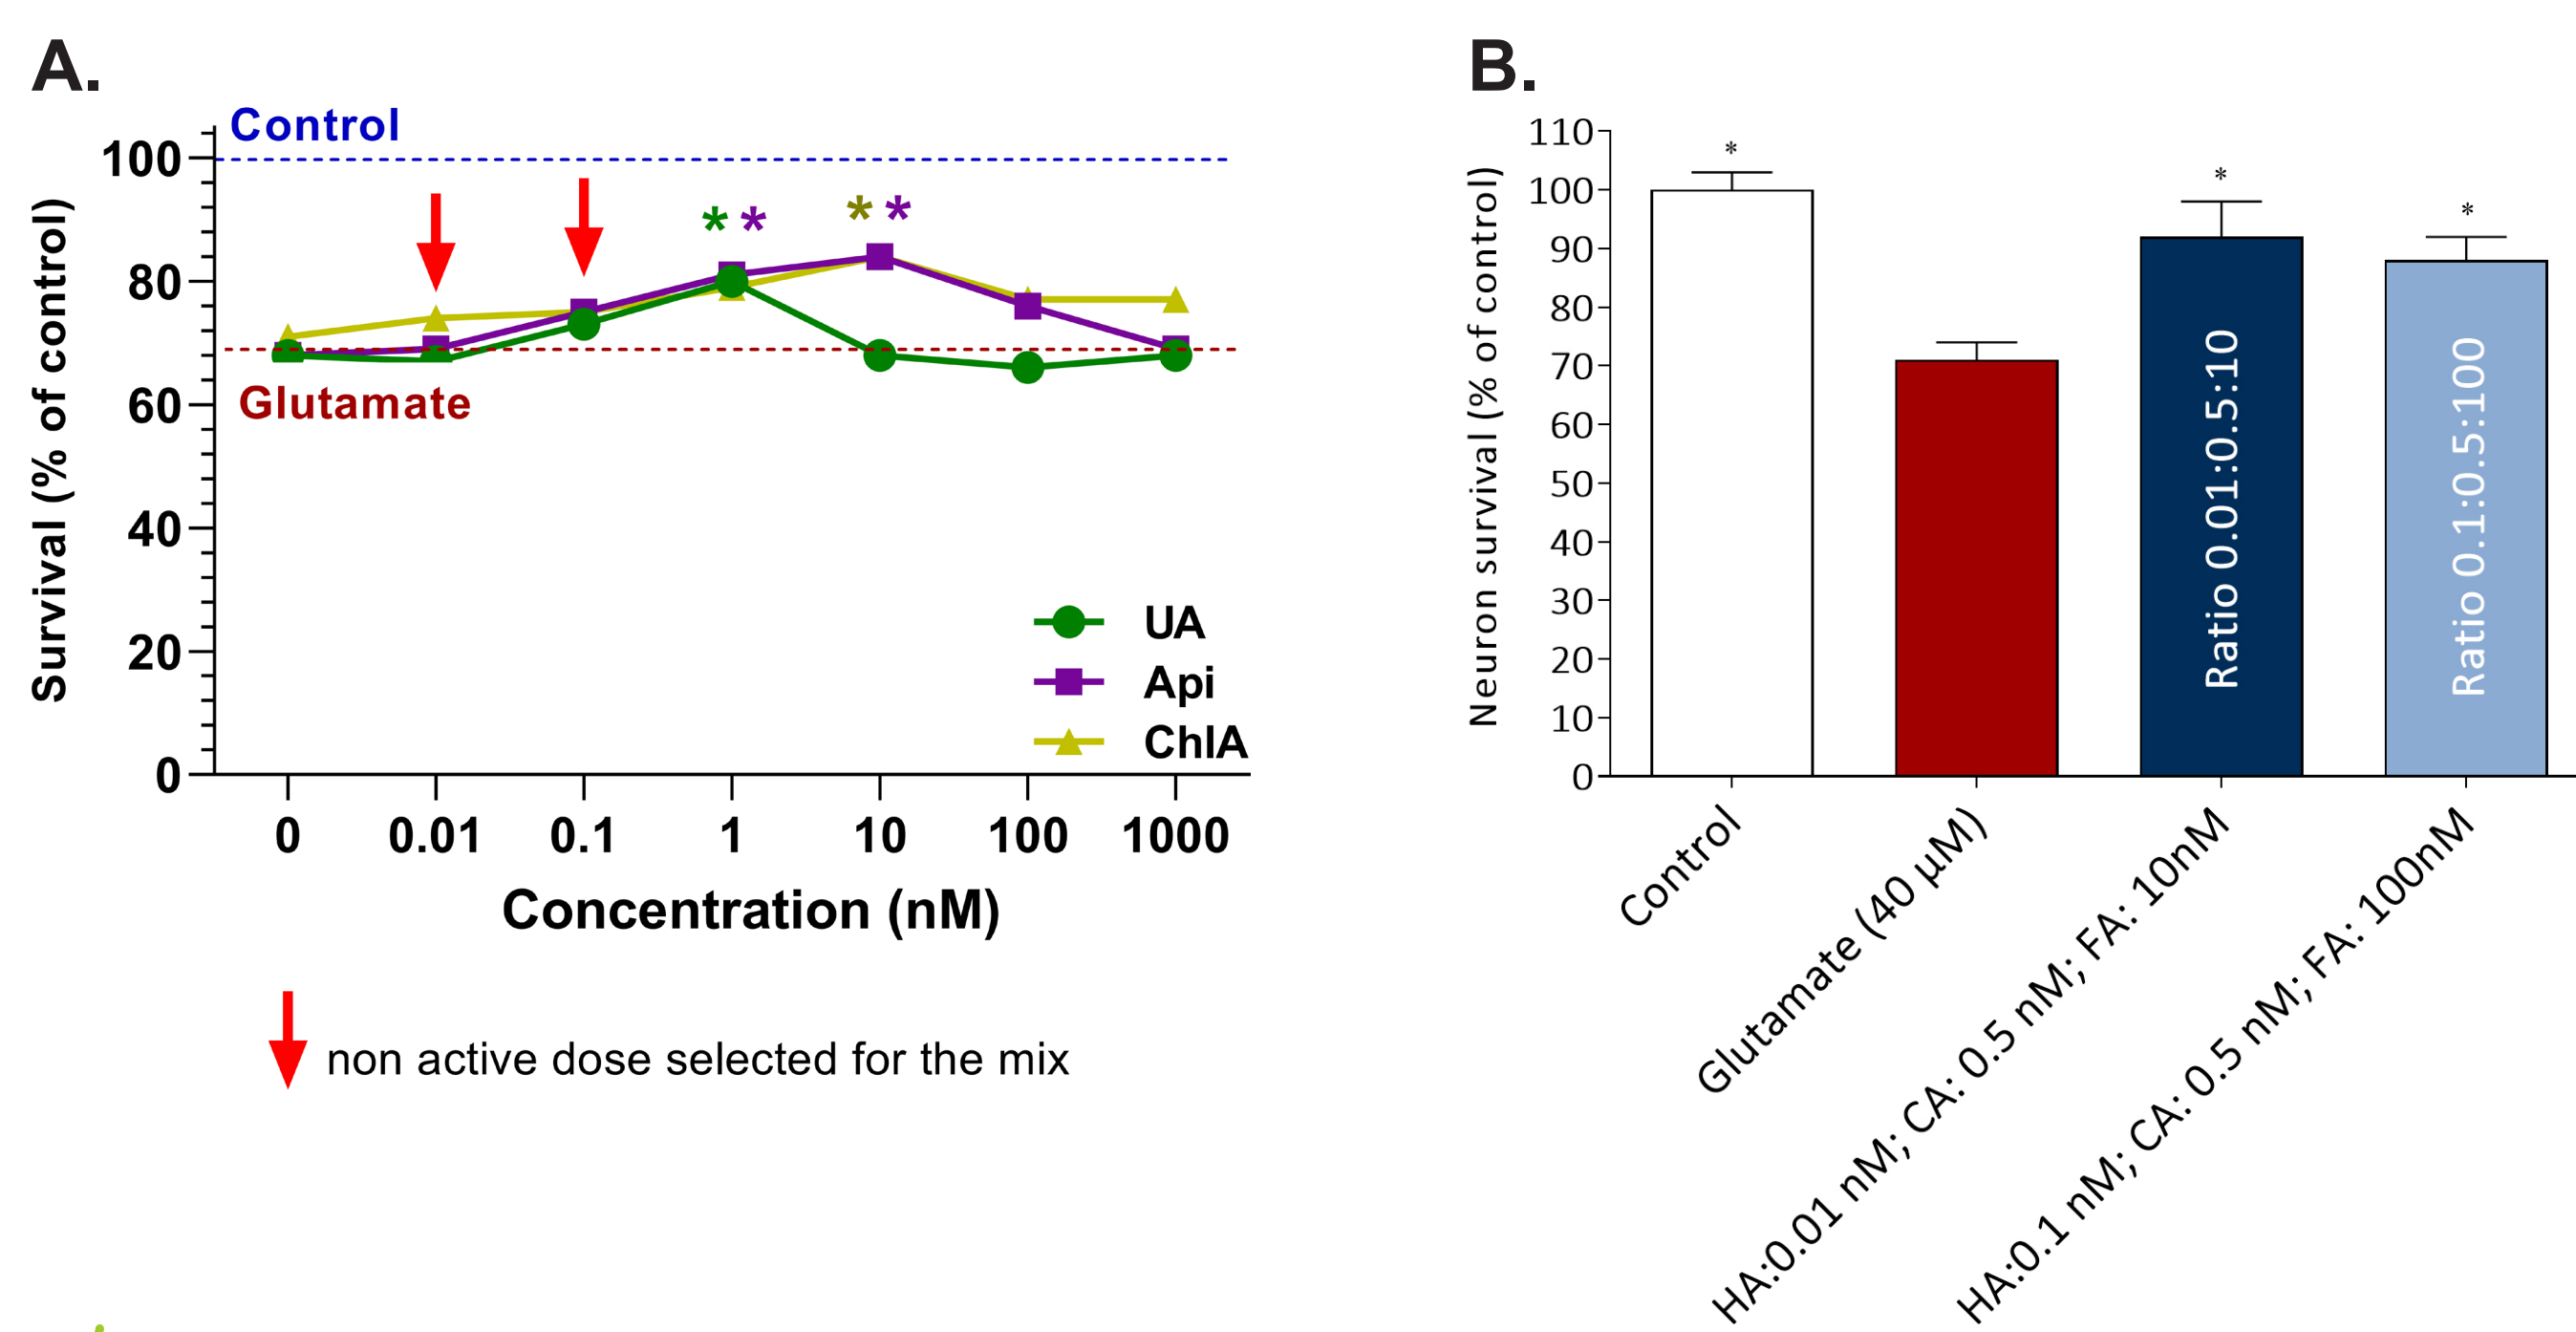 A.
Control
100
80
60
40
20
0
Survival (% of control)
* *
* *
Glutamate
UA
Api
ChlA
0 0.01 0.1 1 10 100 1000
Concentration (nM)
non active dose selected for the mix
B.
110
100
90
80
70
60
50
40
30
20
10
0
Neuron survival (% of control)
*
*
*
Ratio 0.01:0.5:10
Ratio 0.1:0.5:100
Control
Glutamate (40 µM)
HA:0.01 nM; CA: 0.5 nM; FA: 10nM
HA:0.1 nM; CA: 0.5 nM; FA: 100nM